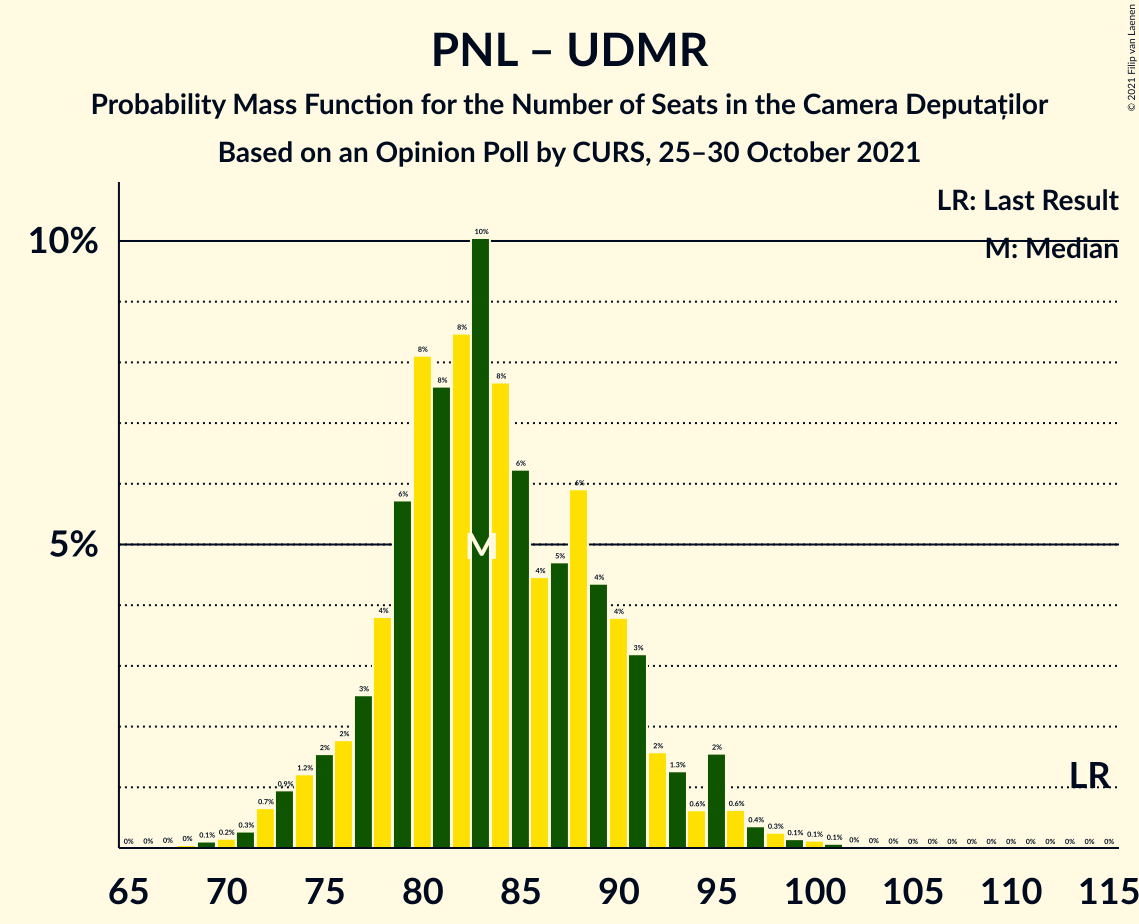 PNL – UDMR
Probability Mass Function for the Number of Seats in the Camera Deputaților
Based on an Opinion Poll by CURS, 25–30 October 2021
© 2021 Filip van Laenen
LR: Last Result
M: Median
10%
5%
0% 0% 0% 0% 0.1% 0.2% 0.3% 0.7% 0.9% 1.2% 2% 2% 3% 4% 6% 8% 8% 8% 10% 8% 6% 4% 5% 6% 4% 4% 3% 2% 1.3% 0.6% 2% 0.6% 0.4% 0.3% 0.1% 0.1% 0.1% 0% 0% 0% 0% 0% 0% 0% 0% 0% 0% 0% 0% 0% 0%
M
LR
65 70 75 80 85 90 95 100 105 110 115